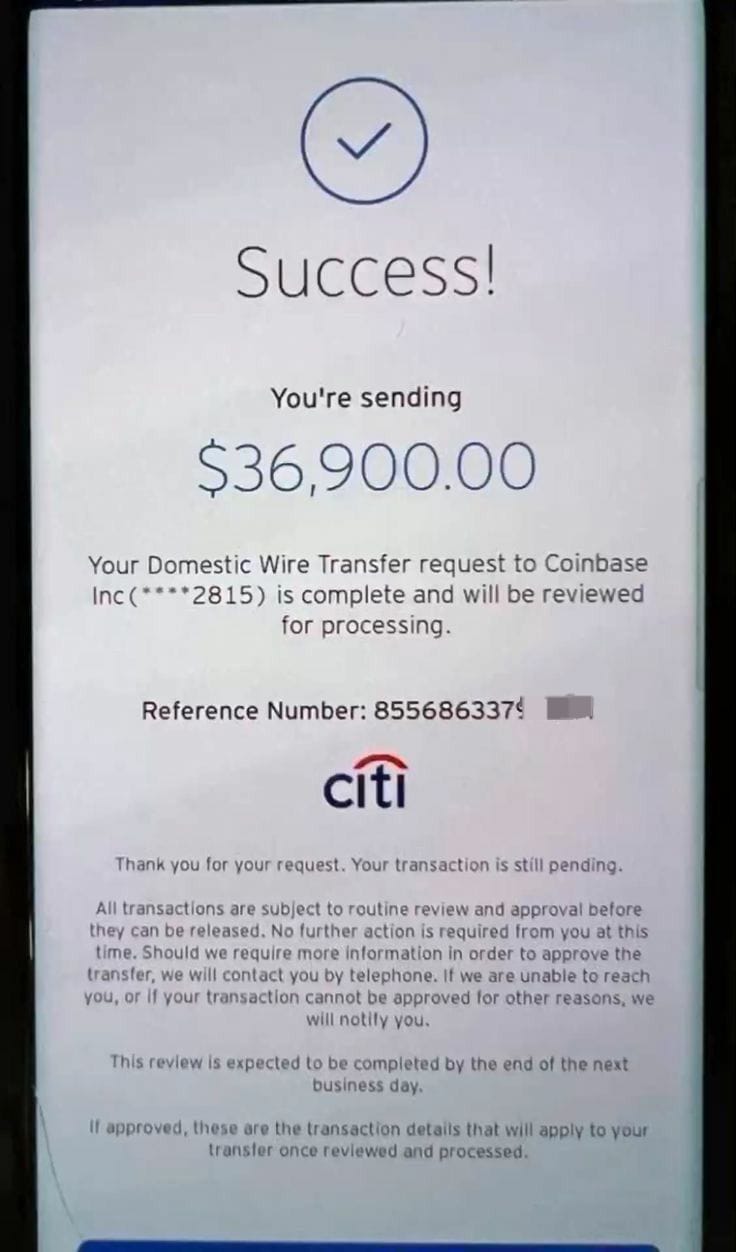 Success!
You're sending
$36,900.00
Your Domestic Wire Transfer request to Coinbase
Inc(****2815) is complete and will be reviewed
for processing.
Reference Number: 8556863379
citi
Thank you for your request. Your transaction is still pending.
All transactions are subject to routine review and approval before
they can be released. No further action is required from you at this
time. Should we require more information in order to approve the
transfer, we will contact you by telephone. If we are unable to reach
you, or if your transaction cannot be approved for other reasons, we
will notify you.
This review is expected to be completed by the end of the next
business day.
If approved, these are the transaction details that will apply to your
transfer once reviewed and processed.